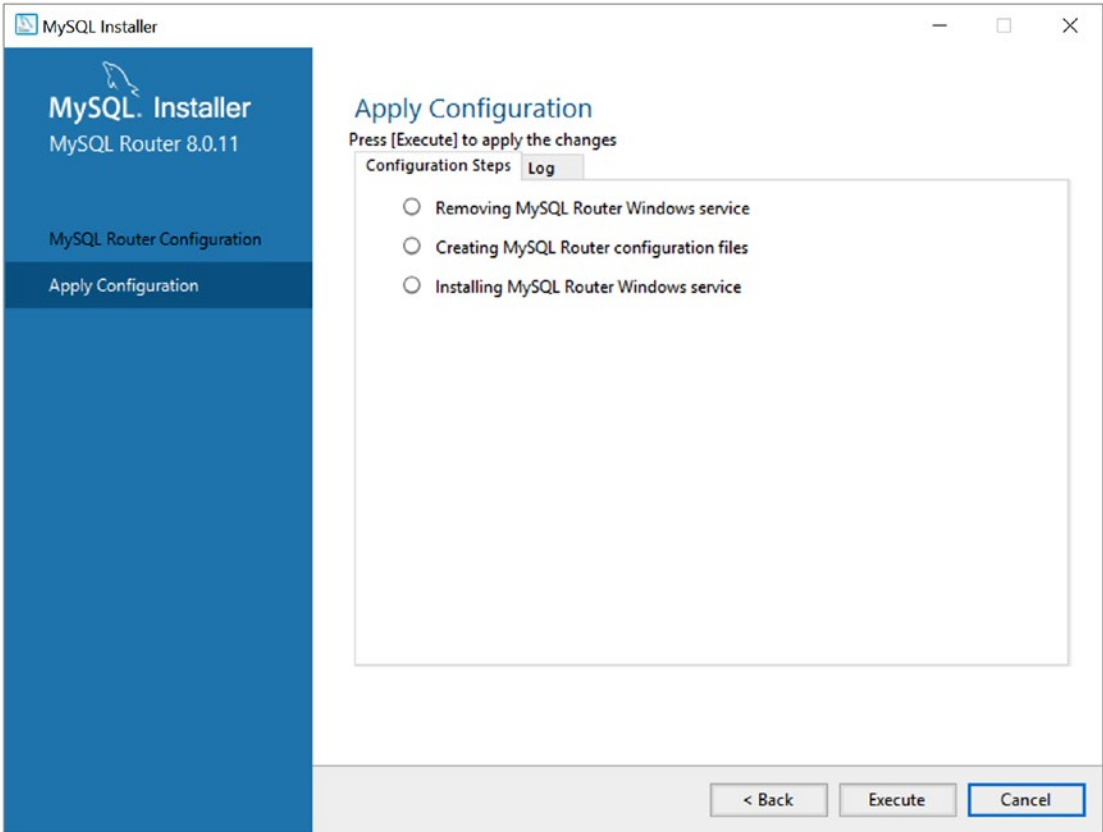 MySQL Installer
MySQL. Installer
MySQL Router 8.0.11
MySQL Router Configuration
Apply Configuration
Apply Configuration
Press [Execute] to apply the changes
Configuration Steps
Log
Removing MySQL Router Windows service
Creating MySQL Router configuration files
Installing MySQL Router Windows service
< Back
Execute
Cancel